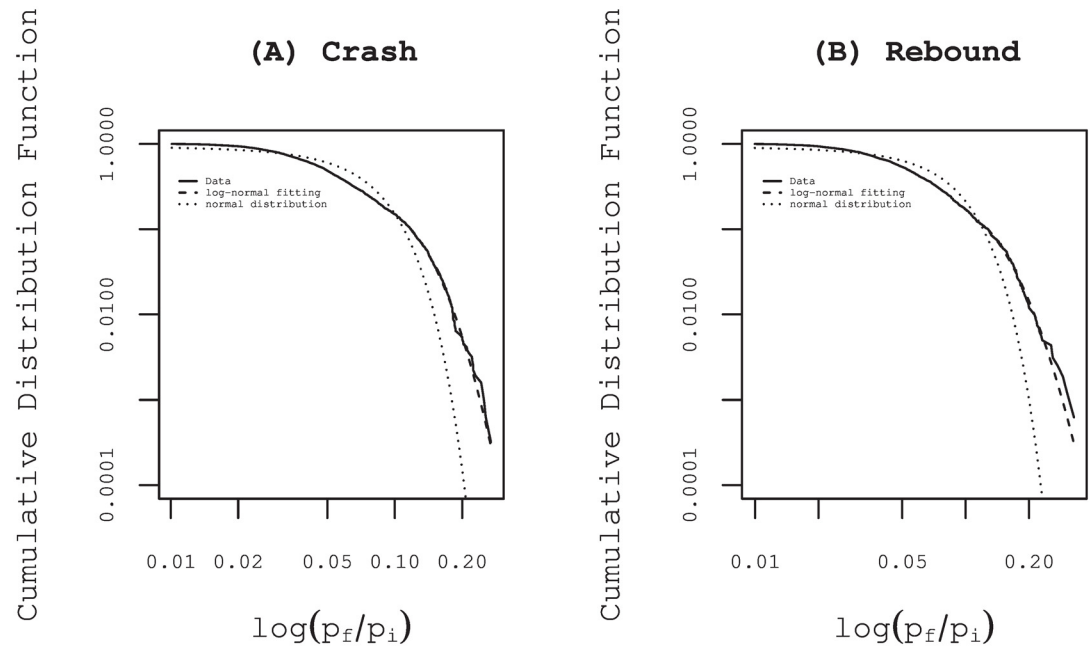 (A) Crash
Cumulative Distribution Function
1.0000
0.0100
0.0001
Data
log-normal fitting
normal distribution
0.01 0.02 0.05 0.10 0.20
log(pf/pi)
(B) Rebound
Cumulative Distribution Function
1.0000
0.0100
0.0001
Data
log-normal fitting
normal distribution
0.01 0.05 0.20
log(pf/pi)